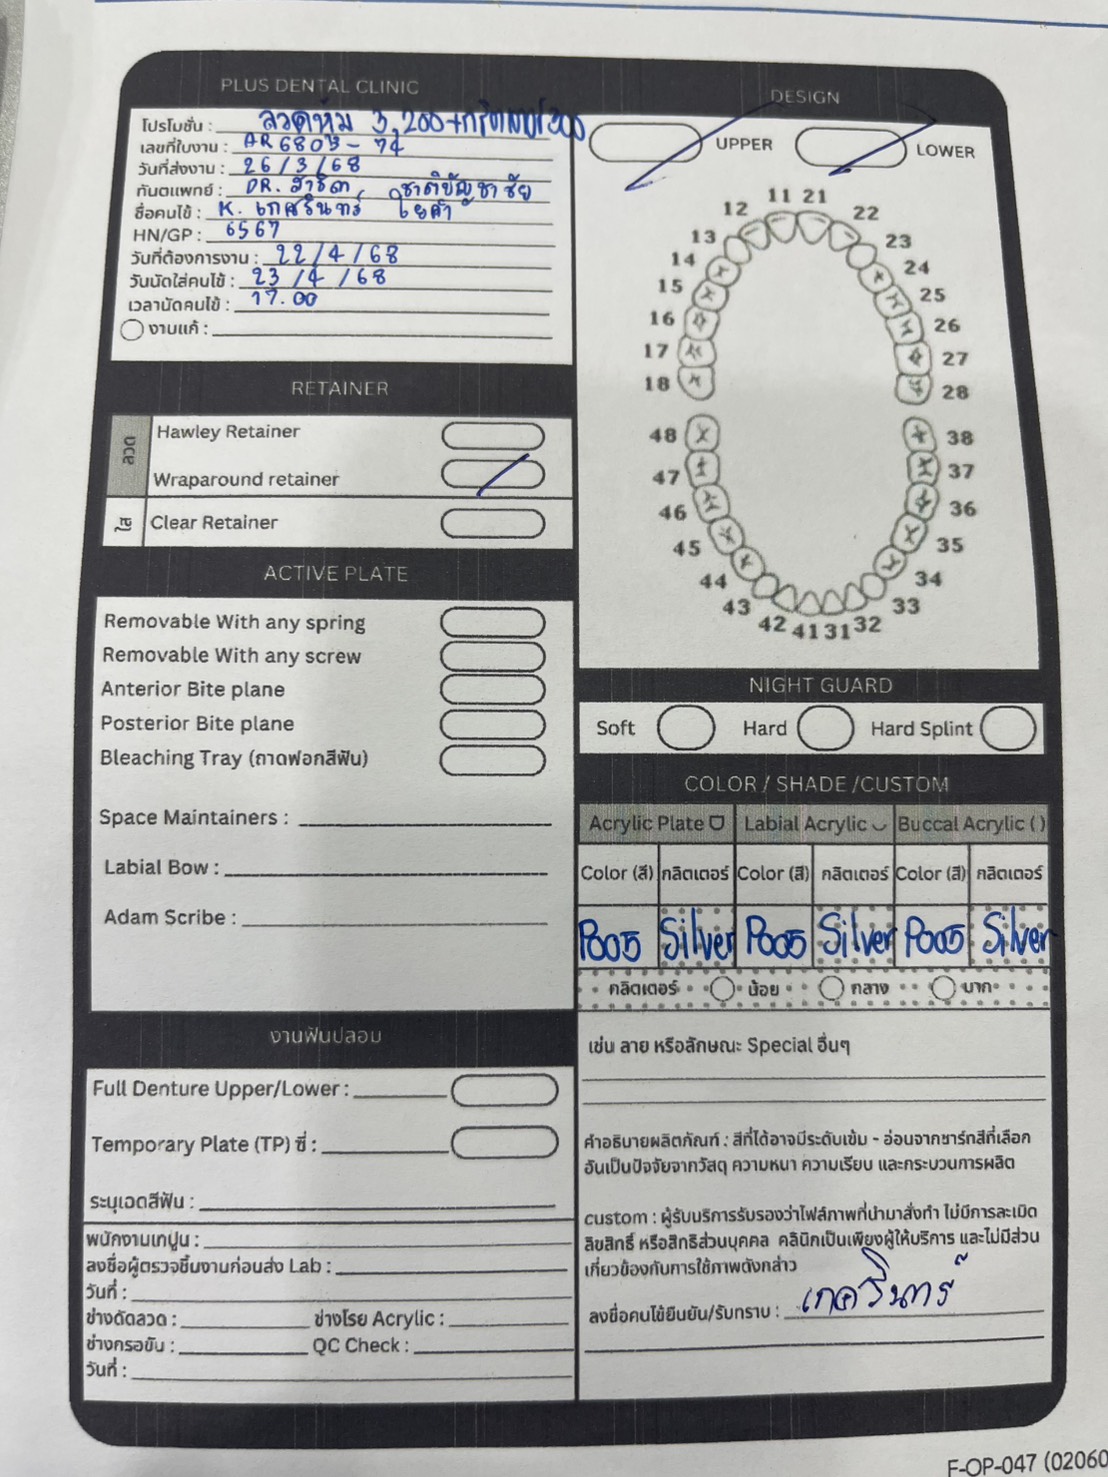 PLUS DENTAL CLINIC
โปรโมชั่น : ลวดหุ้ม 3,200+กริตเตอร์ 300
เลขที่ใบงาน : AR6803-74
วันที่ส่งงาน : 26/3/68
ทันตแพทย์ : DR. ชาติบัญชาชัย
ชื่อคนไข้ : K. เกศรินทร์ ใยคำ
HN/GP : 6567
วันที่ต้องการงาน : 22/4/68
วันนัดใส่คนไข้ : 23/4/68
เวลานัดคนไข้ : 17.00
งานแก้ :
RETAINER
ลวด
Hawley Retainer
Wraparound retainer
ใส
Clear Retainer
ACTIVE PLATE
Removable With any spring
Removable With any screw
Anterior Bite plane
Posterior Bite plane
Bleaching Tray (ถาดฟอกสีฟัน)
Space Maintainers :
Labial Bow :
Adam Scribe :
งานฟันปลอม
Full Denture Upper/Lower :
Temporary Plate (TP) ซี่ :
ระบุเฉดสีฟัน :
พนักงานเทปูน :
ลงชื่อผู้ตรวจชิ้นงานก่อนส่ง Lab :
วันที่ :
ช่างดัดลวด : ช่างโรย Acrylic :
ช่างกรอขัน : QC Check :
วันที่ :
DESIGN
UPPER LOWER
11 21
12 22
13 23
14 24
15 25
16 26
17 27
18 28
48 38
47 37
46 36
45 35
44 34
43 33
42 41 31 32
NIGHT GUARD
Soft Hard Hard Splint
COLOR / SHADE /CUSTOM
Acrylic Plate Labial Acrylic Buccal Acrylic ( )
Color (สี) กลิตเตอร์ Color (สี) กลิตเตอร์ Color (สี) กลิตเตอร์
P005 Silver P005 Silver P005 Silver
กลิตเตอร์ น้อย กลาง มาก
เช่น ลาย หรือลักษณะ Special อื่นๆ
คำอธิบายผลิตภัณฑ์ : สีที่ได้อาจมีระดับเข้ม - อ่อนจากชาร์ทสีที่เลือก
อันเป็นปัจจัยจากวัสดุ ความหนา ความเรียบ และกระบวนการผลิต
custom : ผู้รับบริการรับรองว่าไฟล์ภาพที่นำมาสั่งทำ ไม่มีการละเมิด
ลิขสิทธิ์ หรือสิทธิส่วนบุคคล คลินิกเป็นเพียงผู้ให้บริการ และไม่มีส่วน
เกี่ยวข้องกับการใช้ภาพดังกล่าว
ลงชื่อคนไข้ยืนยัน/รับทราบ : เกศรินทร์
F-OP-047 (02060